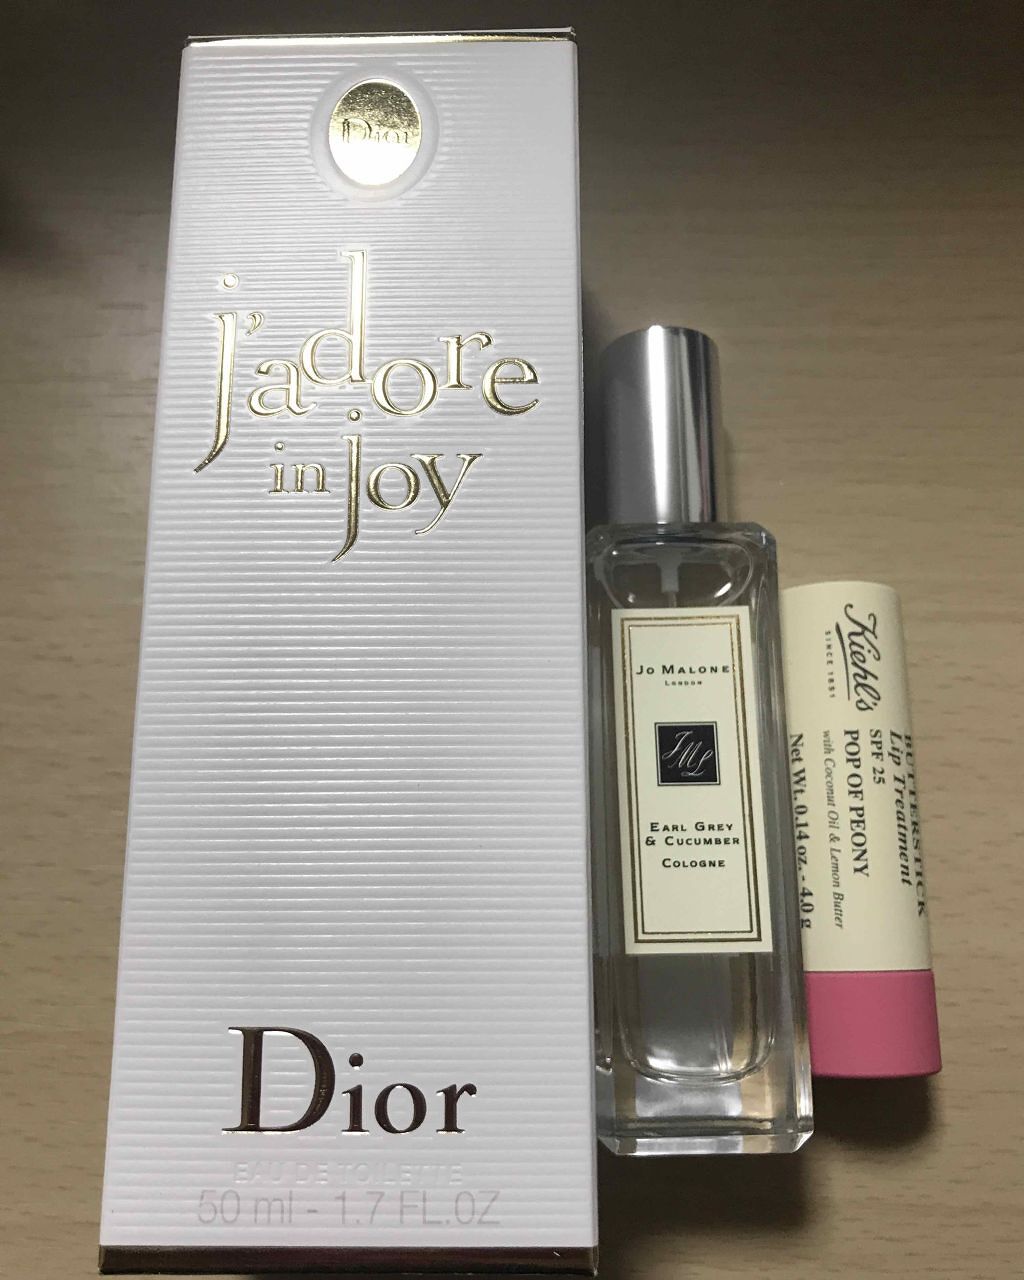 Dior
j'adore
in joy
Dior
EAU DE TOILETTE
50 ml - 1.7 FL.OZ
JO MALONE
LONDON
JML
EARL GREY
& CUCUMBER
COLOGNE
Kiehl's
SINCE 1851
BUTTERSTICK
Lip Treatment
SPF 25
POP OF PEONY
with Coconut Oil & Lemon Butter
Net Wt. 0.14 oz. - 4.0 g